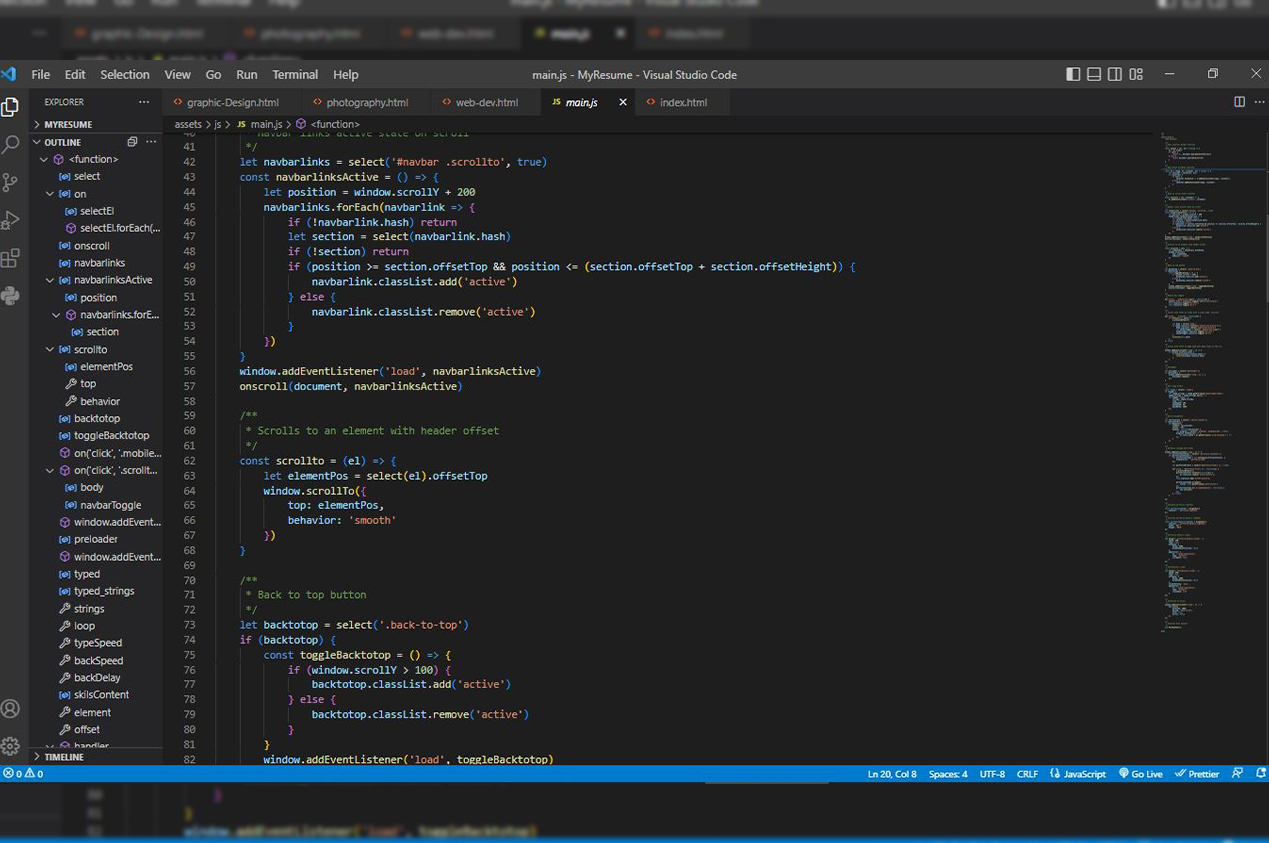 File Edit Selection View Go Run Terminal Help
main.js - MyResume - Visual Studio Code
EXPLORER ···
graphic-Design.html
photography.html
web-dev.html
JS main.js
index.html
MYRESUME
OUTLINE
<function>
select
on
selectEl
selectEl.forEach(...
onscroll
navbarlinks
navbarlinksActive
position
navbarlinks.forE...
section
scrollto
elementPos
top
behavior
backtotop
toggleBacktotop
on('click', '.mobile...
on('click', '.scrollt...
body
navbarToggle
window.addEvent...
preloader
window.addEvent...
typed
typed_strings
strings
loop
typeSpeed
backSpeed
backDelay
skilsContent
element
offset
handler
TIMELINE
assets > js > JS main.js > <function>
40 * Navbar links active state on scroll
41 */
42 let navbarlinks = select('#navbar .scrollto', true)
43 const navbarlinksActive = () => {
44 let position = window.scrollY + 200
45 navbarlinks.forEach(navbarlink => {
46 if (!navbarlink.hash) return
47 let section = select(navbarlink.hash)
48 if (!section) return
49 if (position >= section.offsetTop && position <= (section.offsetTop + section.offsetHeight)) {
50 navbarlink.classList.add('active')
51 } else {
52 navbarlink.classList.remove('active')
53 }
54 })
55 }
56 window.addEventListener('load', navbarlinksActive)
57 onscroll(document, navbarlinksActive)
58
59 /**
60 * Scrolls to an element with header offset
61 */
62 const scrollto = (el) => {
63 let elementPos = select(el).offsetTop
64 window.scrollTo({
65 top: elementPos,
66 behavior: 'smooth'
67 })
68 }
69
70 /**
71 * Back to top button
72 */
73 let backtotop = select('.back-to-top')
74 if (backtotop) {
75 const toggleBacktotop = () => {
76 if (window.scrollY > 100) {
77 backtotop.classList.add('active')
78 } else {
79 backtotop.classList.remove('active')
80 }
81 }
82 window.addEventListener('load', toggleBacktotop)
0 0
Ln 20, Col 8 Spaces: 4 UTF-8 CRLF JavaScript Go Live Prettier